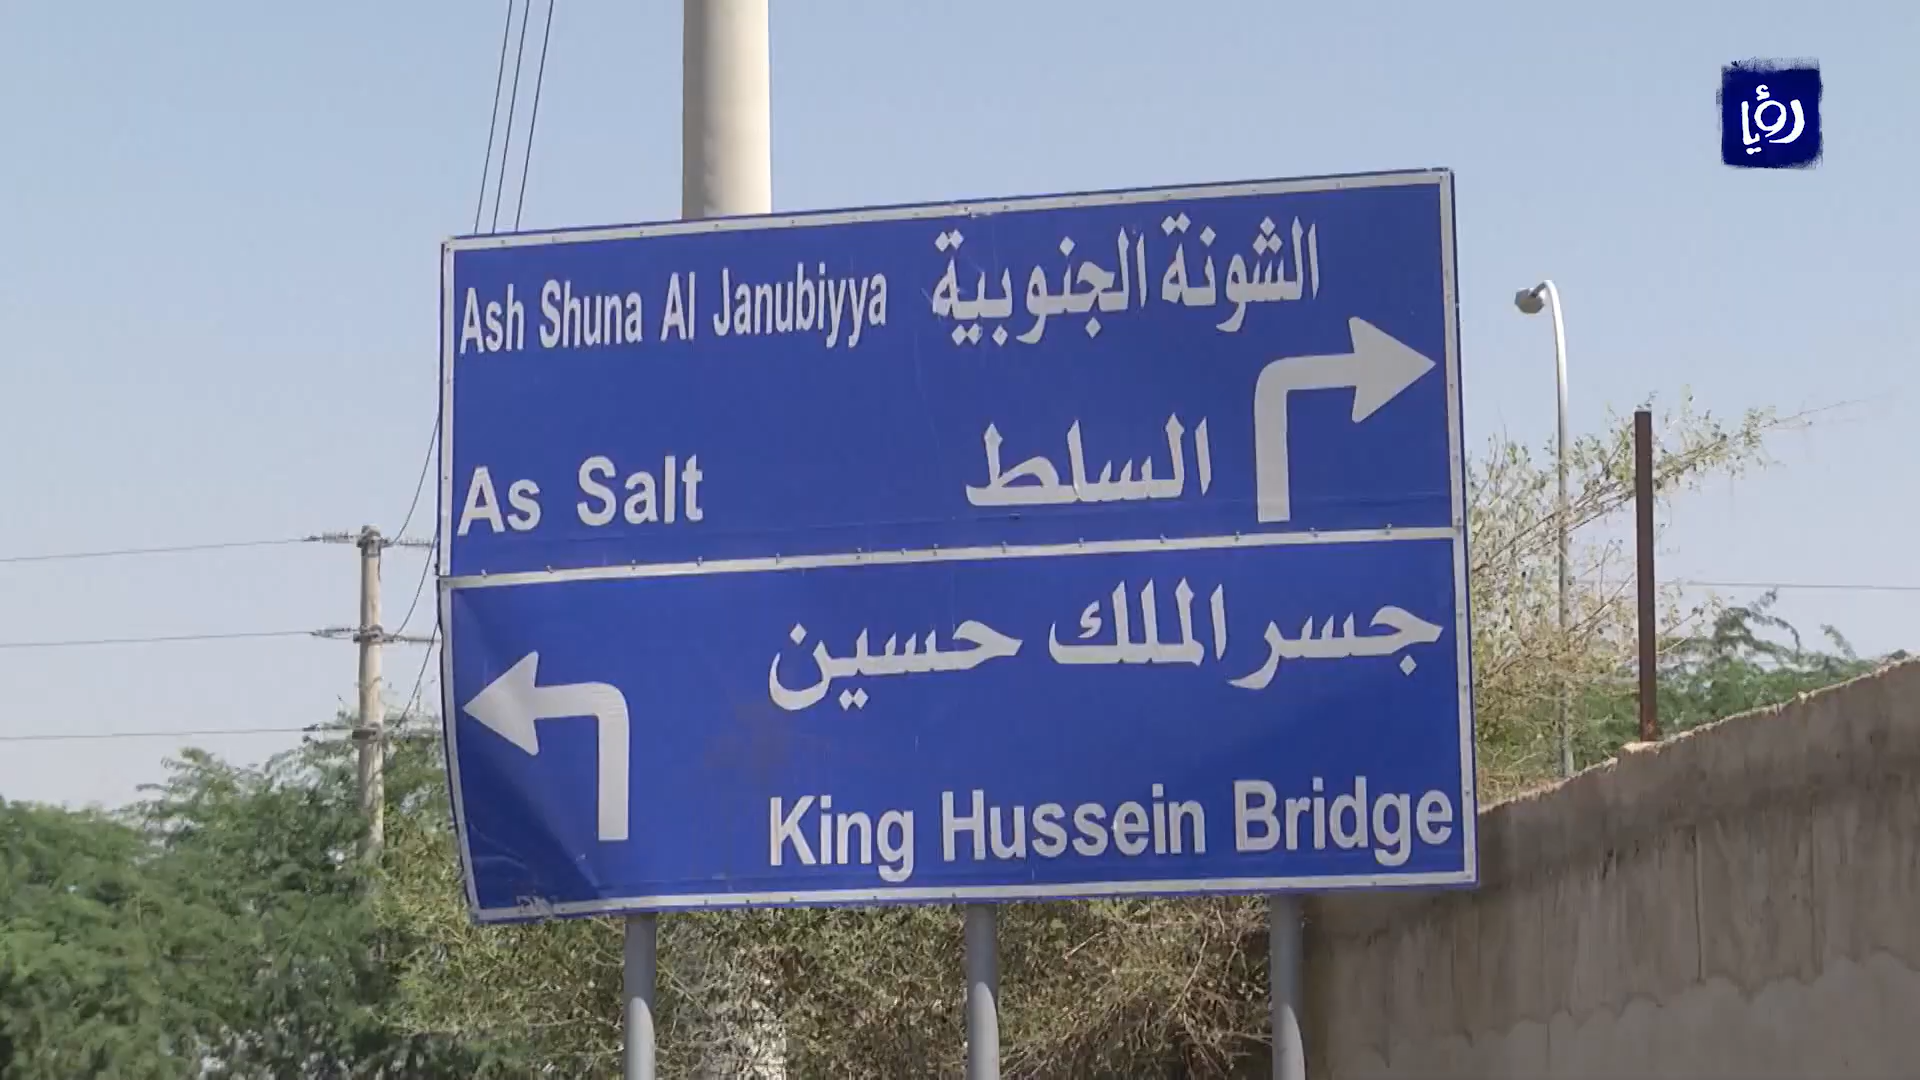 رؤيا
Ash Shuna Al Janubiyya الشونة الجنوبية
As Salt السلط
جسر الملك حسين
King Hussein Bridge